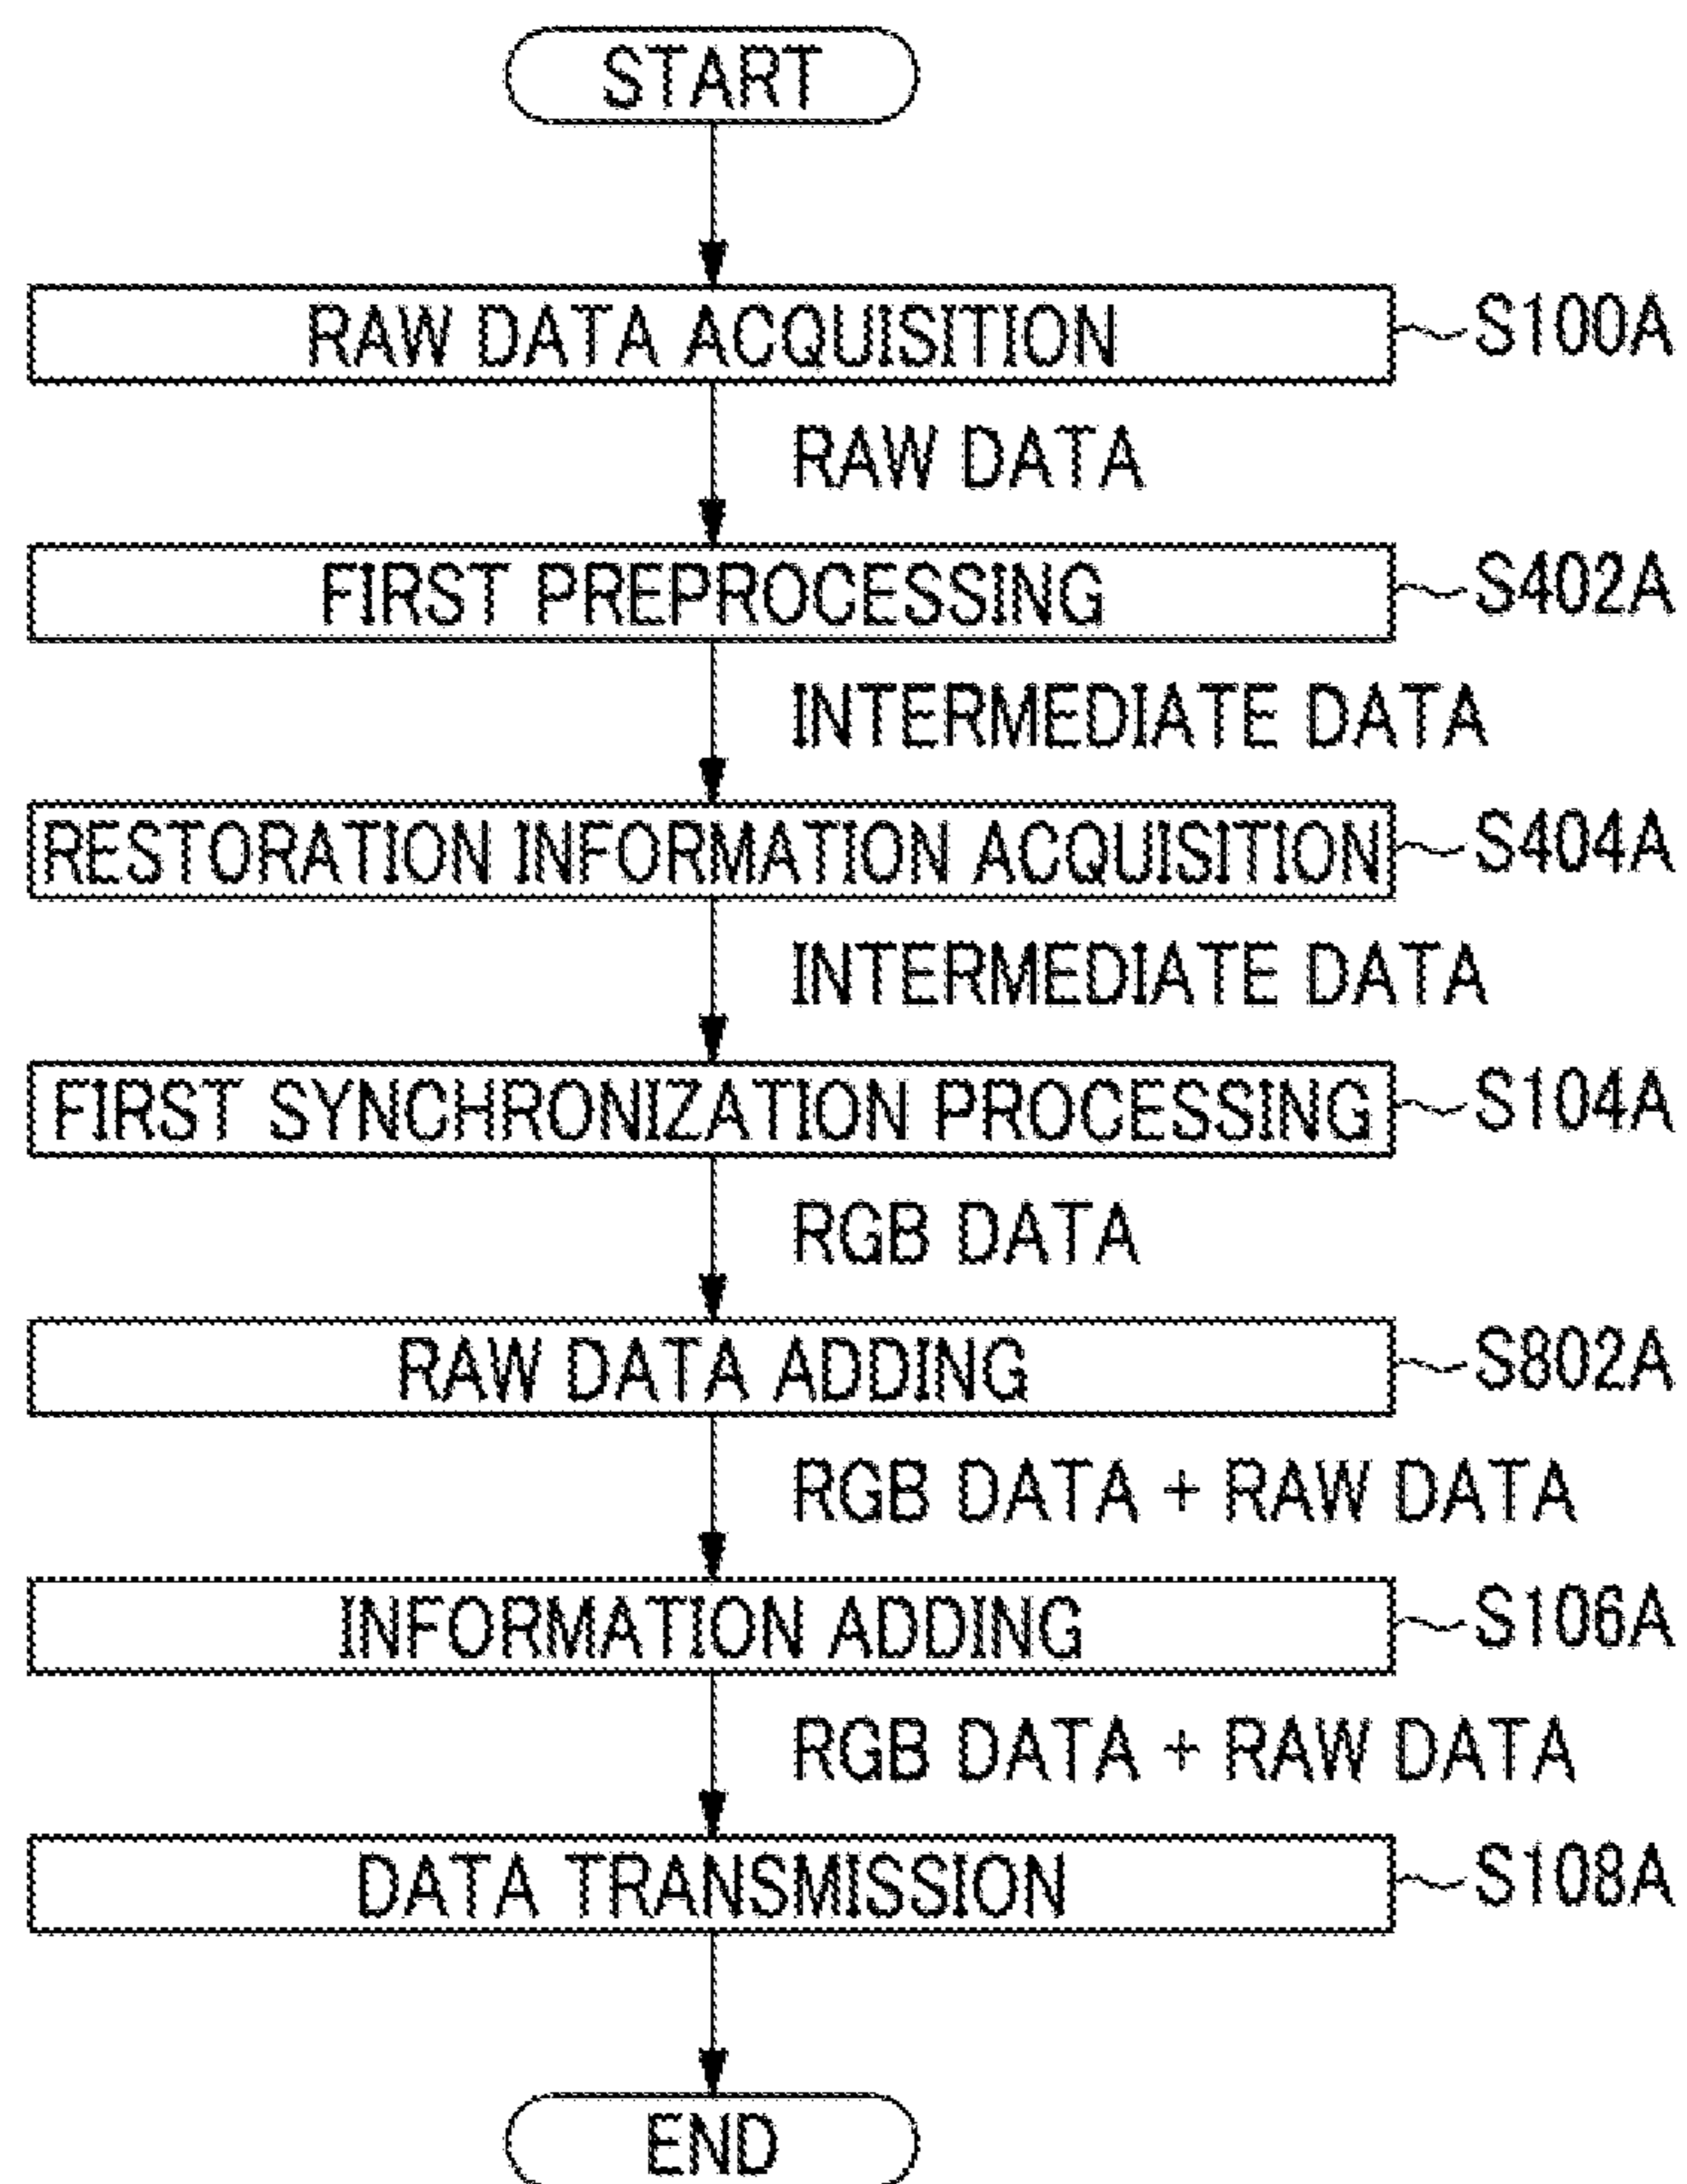 START
RAW DATA ACQUISITION S100A
RAW DATA
FIRST PREPROCESSING S402A
INTERMEDIATE DATA
RESTORATION INFORMATION ACQUISITION S404A
INTERMEDIATE DATA
FIRST SYNCHRONIZATION PROCESSING S104A
RGB DATA
RAW DATA ADDING S802A
RGB DATA + RAW DATA
INFORMATION ADDING S106A
RGB DATA + RAW DATA
DATA TRANSMISSION S108A
END